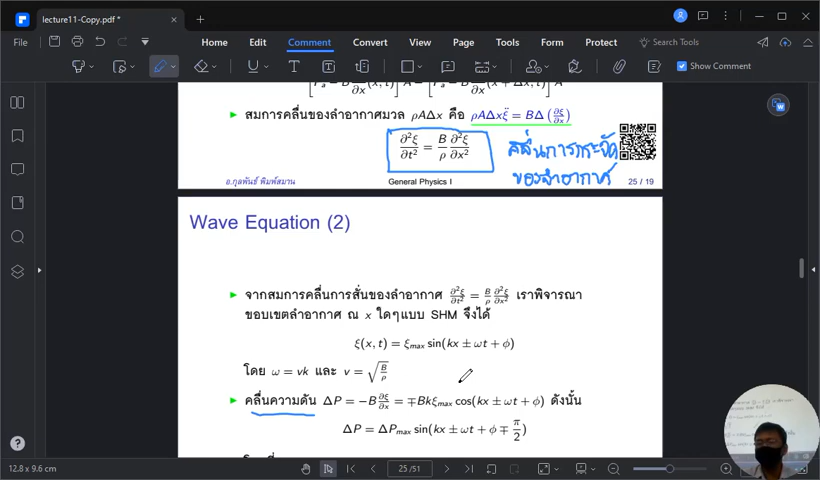 lecture11-Copy.pdf *
File
Home
Edit
Comment
Convert
View
Page
Tools
Form
Protect
Search Tools
Show Comment
สมการคลื่นของลำอากาศมวล ρAΔx คือ ρAΔxξ̈ = BΔ(∂ξ/∂x)
∂²ξ/∂t² = B/ρ ∂²ξ/∂x²
คลื่นการกระจัด
ของลำอากาศ
อ.กุลพันธ์ พิมพ์สมาน
General Physics I
25 / 19
Wave Equation (2)
จากสมการคลื่นการสั่นของลำอากาศ ∂²ξ/∂t² = B/ρ ∂²ξ/∂x² เราพิจารณา
ขอบเขตลำอากาศ ณ x ใดๆแบบ SHM จึงได้
ξ(x, t) = ξmax sin(kx ± ωt + ϕ)
โดย ω = vk และ v = √(B/ρ)
คลื่นความดัน ΔP = −B ∂ξ/∂x = ∓Bkξmax cos(kx ± ωt + ϕ) ดังนั้น
ΔP = ΔPmax sin(kx ± ωt + ϕ ∓ π/2)
12.8 x 9.6 cm
25 /51